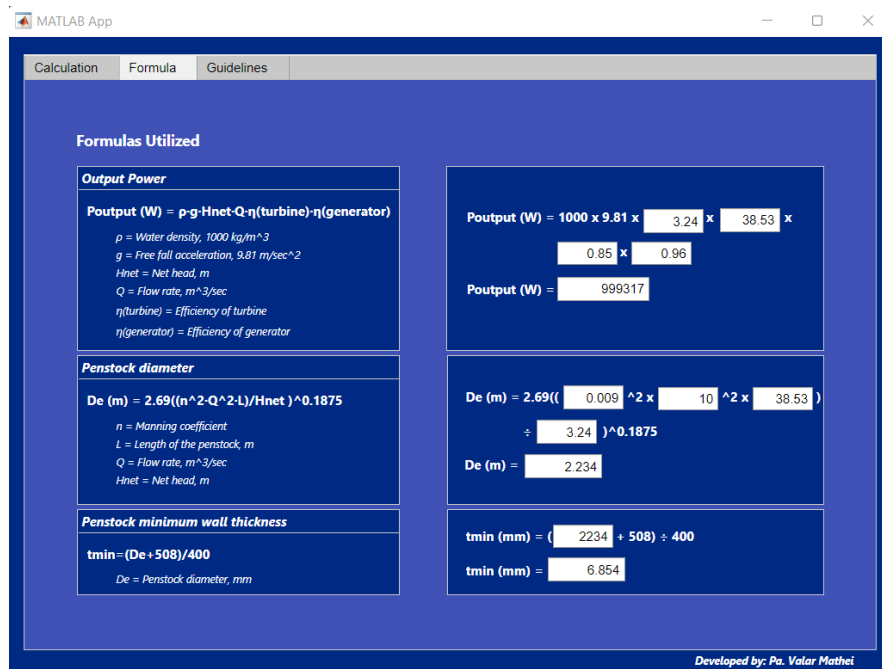 MATLAB App
Calculation Formula Guidelines
Formulas Utilized
Output Power
Poutput (W) = ρ·g·Hnet·Q·η(turbine)·η(generator)
ρ = Water density, 1000 kg/m^3
g = Free fall acceleration, 9.81 m/sec^2
Hnet = Net head, m
Q = Flow rate, m^3/sec
η(turbine) = Efficiency of turbine
η(generator) = Efficiency of generator
Poutput (W) = 1000 x 9.81 x 3.24 x 38.53 x
0.85 x 0.96
Poutput (W) = 999317
Penstock diameter
De (m) = 2.69((n^2·Q^2·L)/Hnet )^0.1875
n = Manning coefficient
L = Length of the penstock, m
Q = Flow rate, m^3/sec
Hnet = Net head, m
De (m) = 2.69(( 0.009 ^2 x 10 ^2 x 38.53 )
÷ 3.24 )^0.1875
De (m) = 2.234
Penstock minimum wall thickness
tmin=(De+508)/400
De = Penstock diameter, mm
tmin (mm) = ( 2234 + 508) ÷ 400
tmin (mm) = 6.854
Developed by: Pa. Valar Mathei